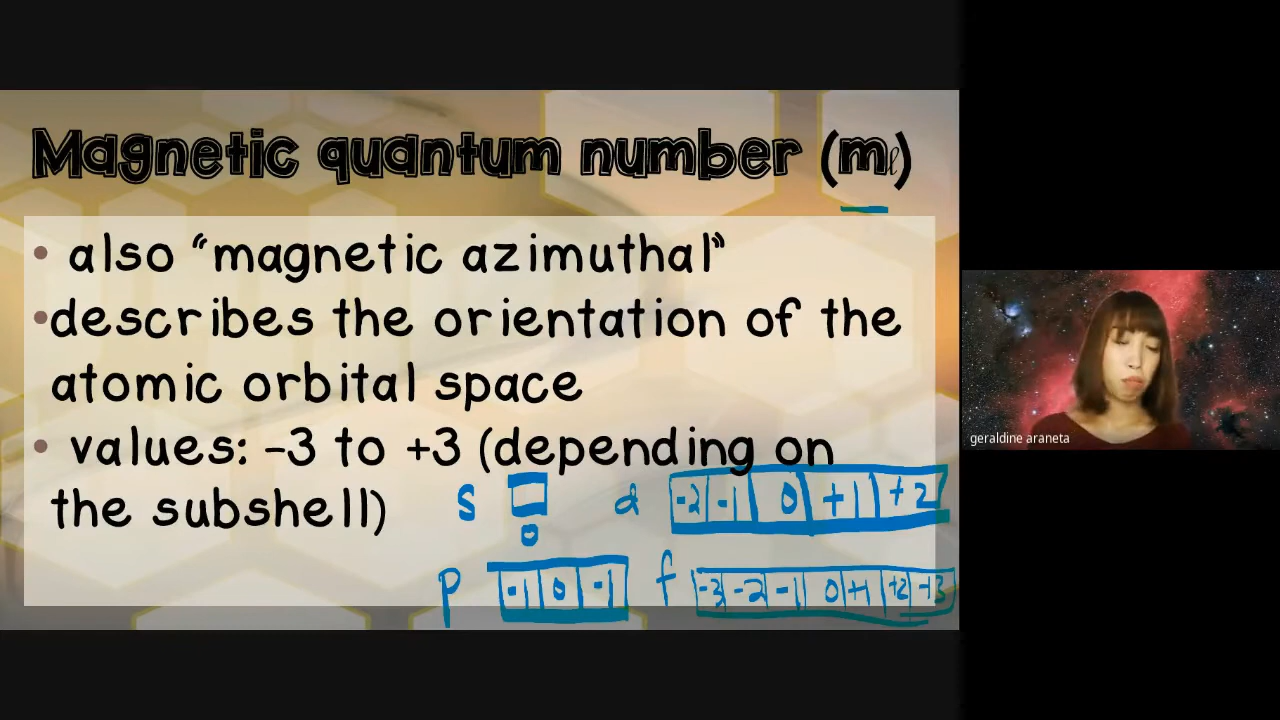 Magnetic quantum number (mℓ)
• also “magnetic azimuthal”
•describes the orientation of the
atomic orbital space
• values: -3 to +3 (depending on
the subshell)
s d -2 -1 0 +1 +2
0
p -1 0 -1 f -3 -2 -1 0 +1 +2 +3
geraldine araneta